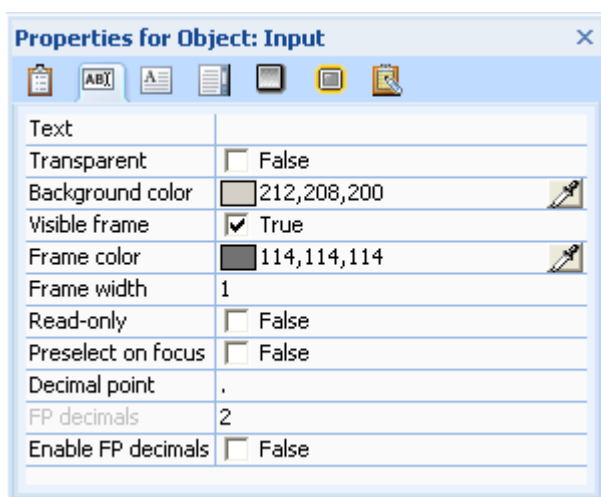 Properties for Object: Input
ABI A
Text
Transparent False
Background color 212,208,200
Visible frame True
Frame color 114,114,114
Frame width 1
Read-only False
Preselect on focus False
Decimal point .
FP decimals 2
Enable FP decimals False